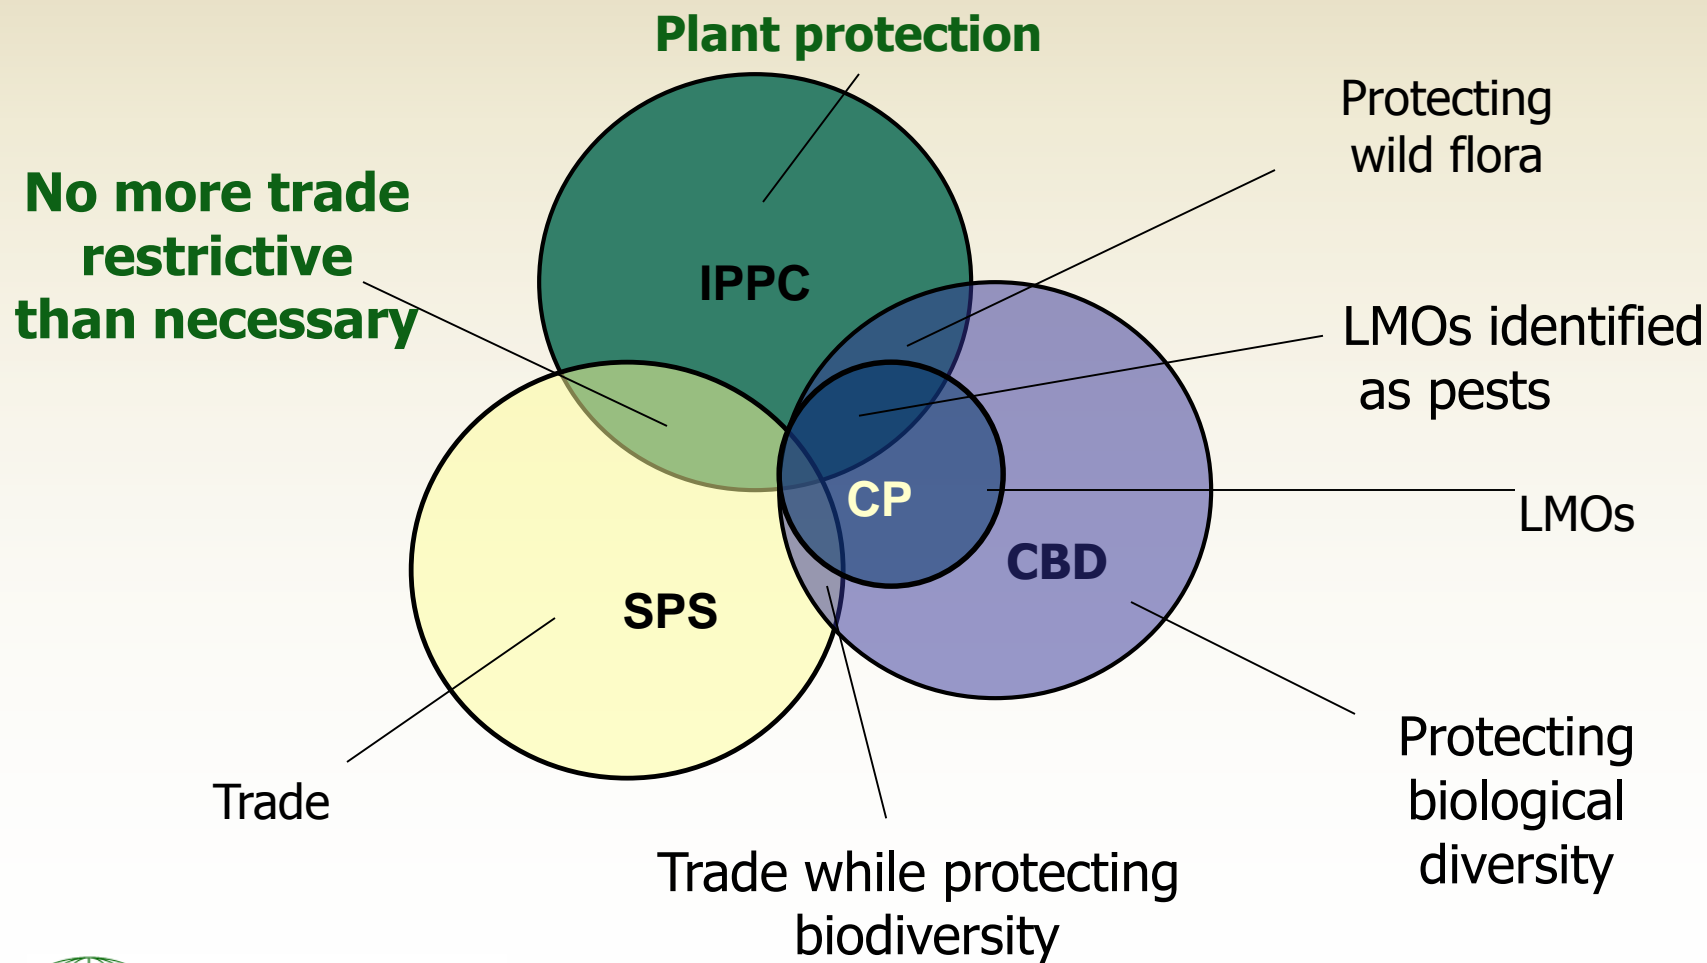 Plant protection
Protecting
wild flora
No more trade
restrictive
than necessary
IPPC
LMOs identified
as pests
CP
LMOs
CBD
SPS
Protecting
biological
diversity
Trade
Trade while protecting
biodiversity